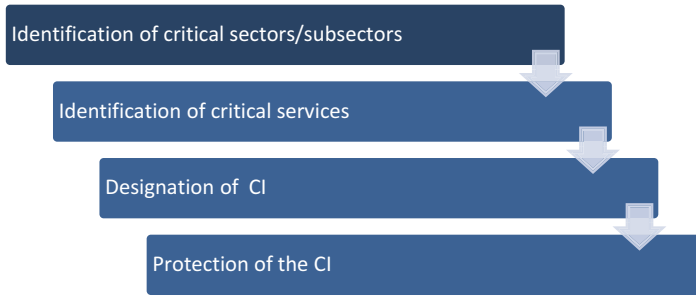 Identification of critical sectors/subsectors
Identification of critical services
Designation of CI
Protection of the CI